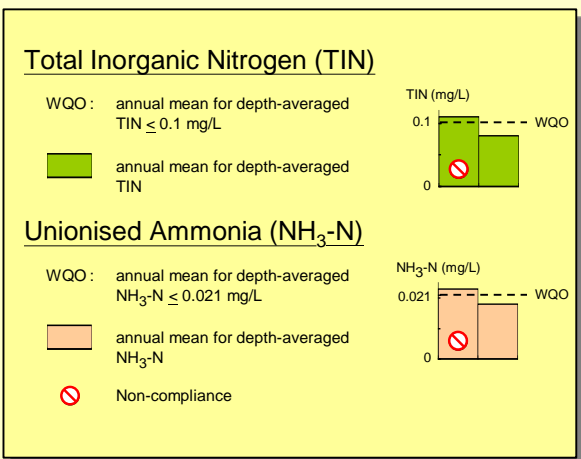 Total Inorganic Nitrogen (TIN)
WQO : annual mean for depth-averaged
TIN ≤ 0.1 mg/L
annual mean for depth-averaged
TIN
TIN (mg/L)
0.1
WQO
0
Unionised Ammonia (NH3-N)
WQO : annual mean for depth-averaged
NH3-N ≤ 0.021 mg/L
annual mean for depth-averaged
NH3-N
Non-compliance
NH3-N (mg/L)
0.021
WQO
0